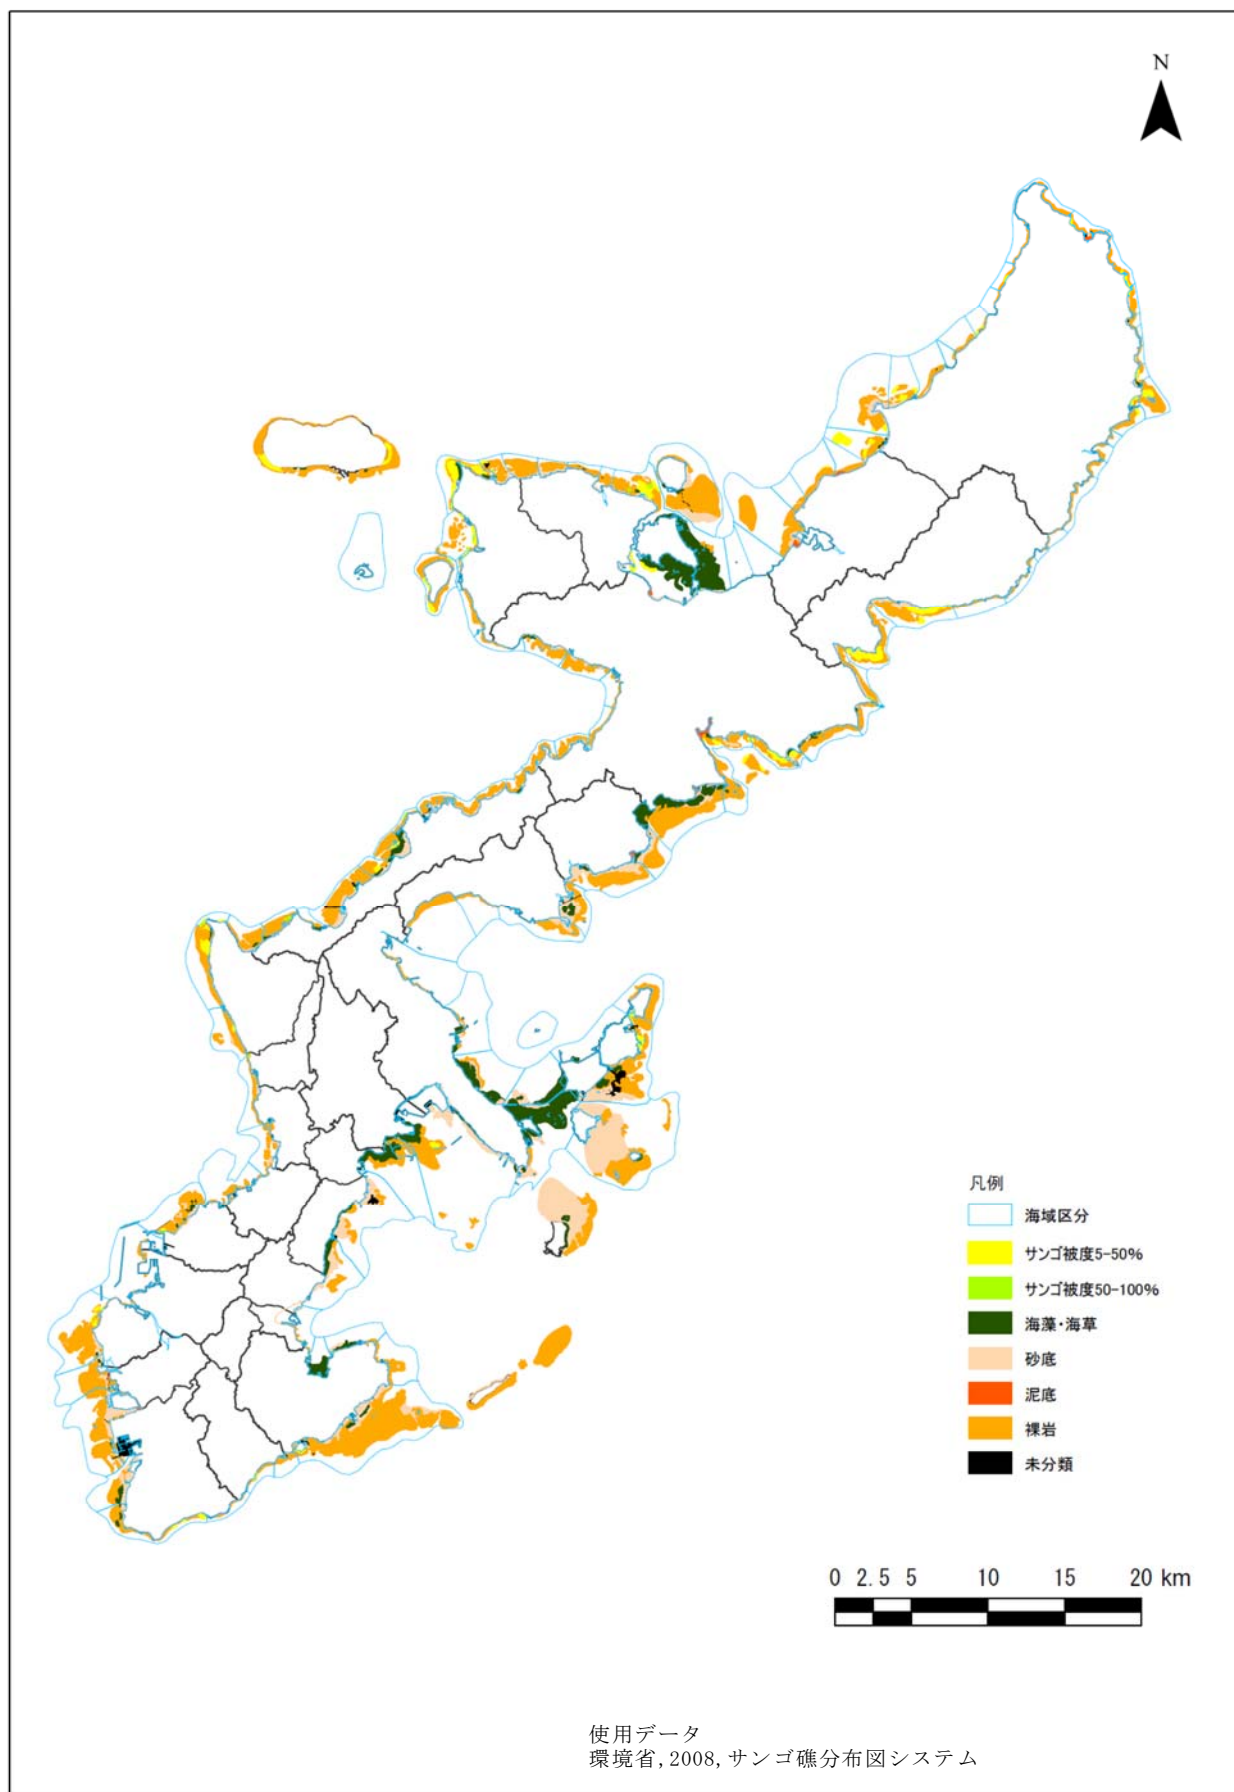 N
凡例
海域区分
サンゴ被度5-50%
サンゴ被度50-100%
海藻・海草
砂底
泥底
裸岩
未分類
0 2.5 5 10 15 20 km
使用データ
環境省,2008,サンゴ礁分布図システム